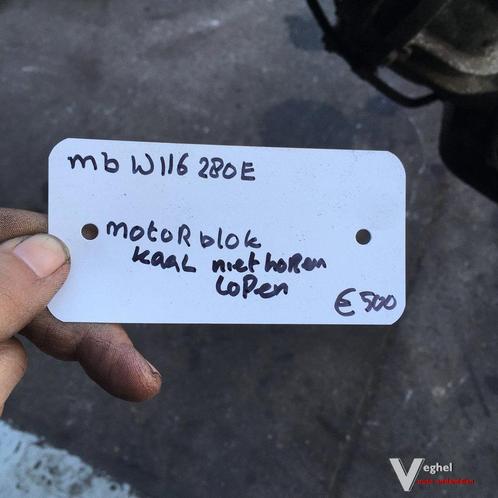 mb W116 280E
motor blok
kaal niet horen
lopen
€ 500
Veghel